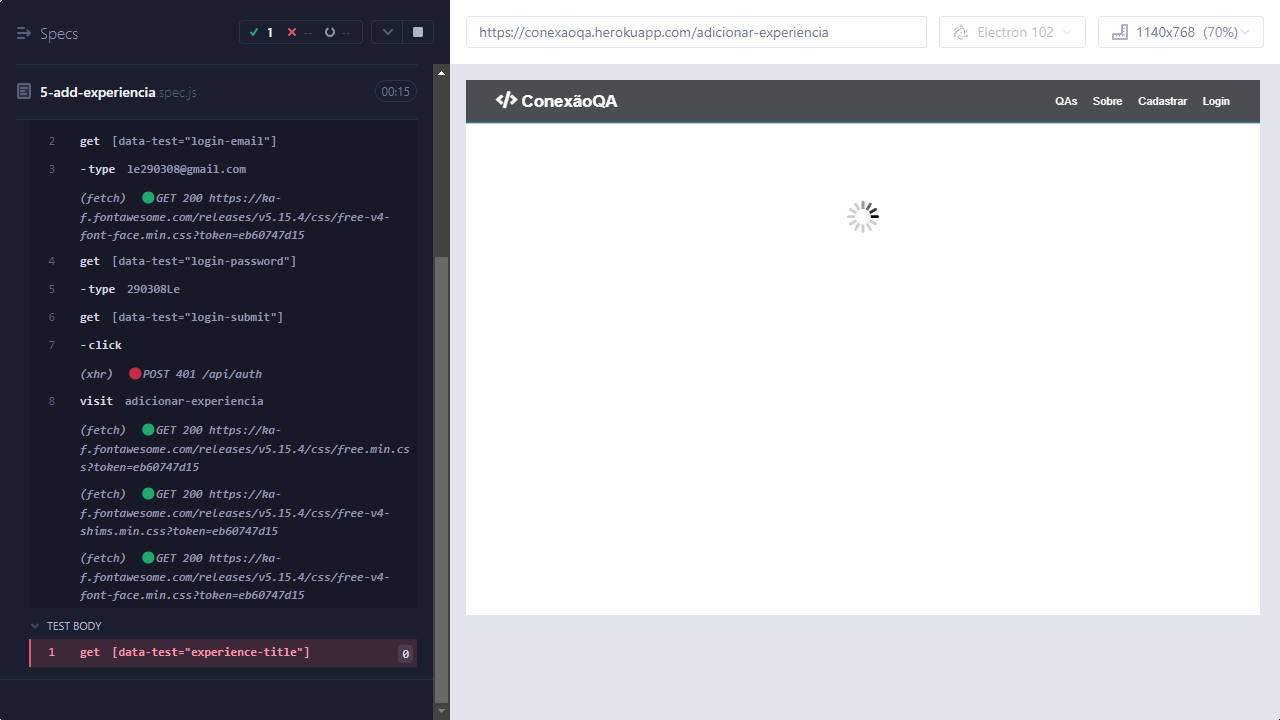 Specs
1
--
--
5-add-experiencia.spec.js
00:15
2 get [data-test="login-email"]
3 -type le290308@gmail.com
(fetch) GET 200 https://ka-
f.fontawesome.com/releases/v5.15.4/css/free-v4-
font-face.min.css?token=eb60747d15
4 get [data-test="login-password"]
5 -type 290308Le
6 get [data-test="login-submit"]
7 -click
(xhr) POST 401 /api/auth
8 visit adicionar-experiencia
(fetch) GET 200 https://ka-
f.fontawesome.com/releases/v5.15.4/css/free.min.cs
s?token=eb60747d15
(fetch) GET 200 https://ka-
f.fontawesome.com/releases/v5.15.4/css/free-v4-
shims.min.css?token=eb60747d15
(fetch) GET 200 https://ka-
f.fontawesome.com/releases/v5.15.4/css/free-v4-
font-face.min.css?token=eb60747d15
TEST BODY
1 get [data-test="experience-title"] 0
https://conexaoqa.herokuapp.com/adicionar-experiencia
Electron 102
1140x768 (70%)
ConexãoQA
QAs Sobre Cadastrar Login